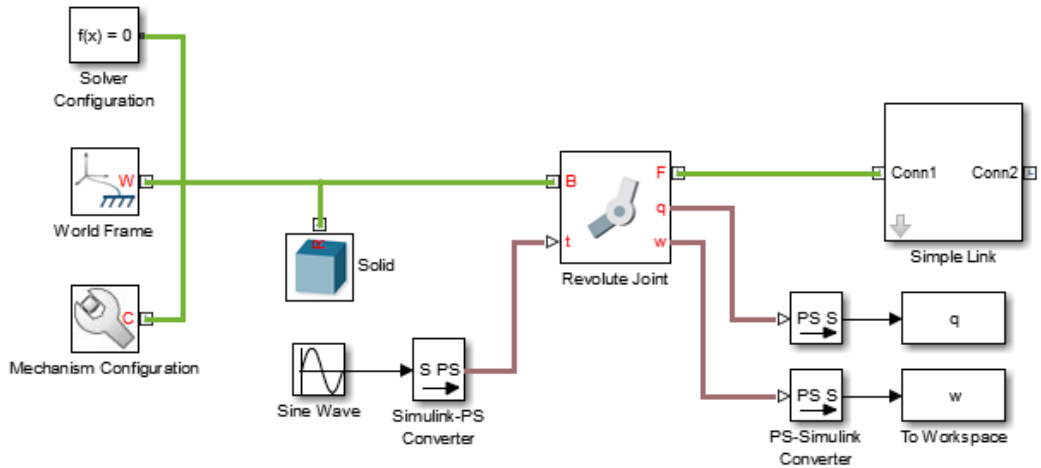 f(x) = 0
Solver
Configuration
W
World Frame
C
Mechanism Configuration
R
Solid
Sine Wave
S PS
Simulink-PS
Converter
B
F
q
t
w
Revolute Joint
Conn1
Conn2
Simple Link
PS S
q
PS S
w
PS-Simulink
Converter
To Workspace